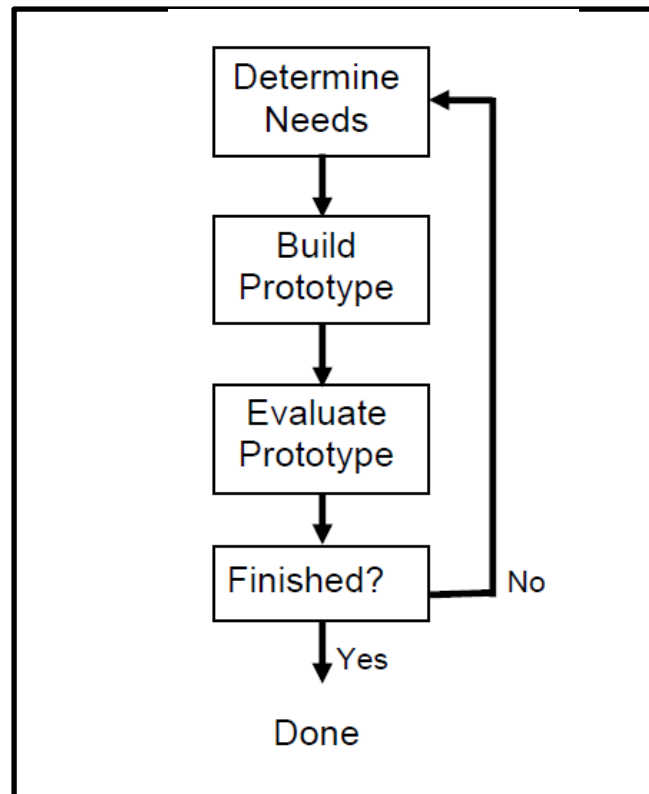 Determine
Needs
Build
Prototype
Evaluate
Prototype
Finished?
No
Yes
Done